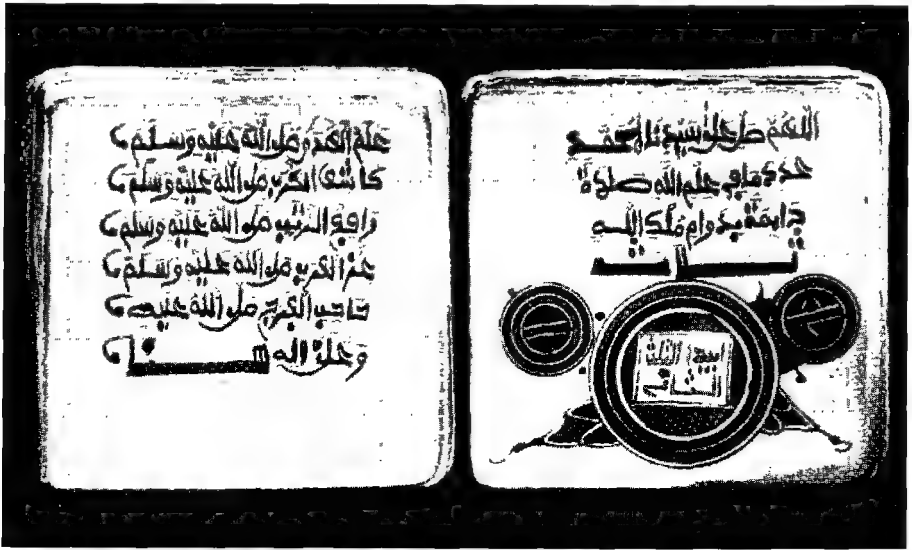 اللهم صل على سيدنا محمد
عدد ما في علم الله صلاة
دايمة بدوام ملك الله
الثلث
علم الهدى صلى الله عليه وسلم
كاشف الكرب صلى الله عليه وسلم
رافع الرتب صلى الله عليه وسلم
عز العرب صلى الله عليه وسلم
صاحب الفرج صلى الله عليه
وعلى اله